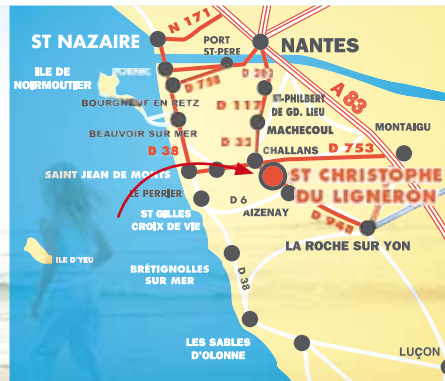 N 171
ST NAZAIRE
PORT
ST-PERE
NANTES
ILE DE
NOIRMOUTIER
PORNIC
D 758
A 83
BOURGNEUF EN RETZ
D 117
ST-PHILBERT
DE GD. LIEU
BEAUVOIR SUR MER
MACHECOUL
MONTAIGU
D 38
D 32
CHALLANS
D 753
SAINT JEAN DE MONTS
ST CHRISTOPHE
DU LIGNERON
LE PERRIER
D 6
AIZENAY
ST GILLES
CROIX DE VIE
D 948
LA ROCHE SUR YON
ILE D'YEU
BRÉTIGNOLLES
SUR MER
D 38
LES SABLES
D'OLONNE
LUÇON